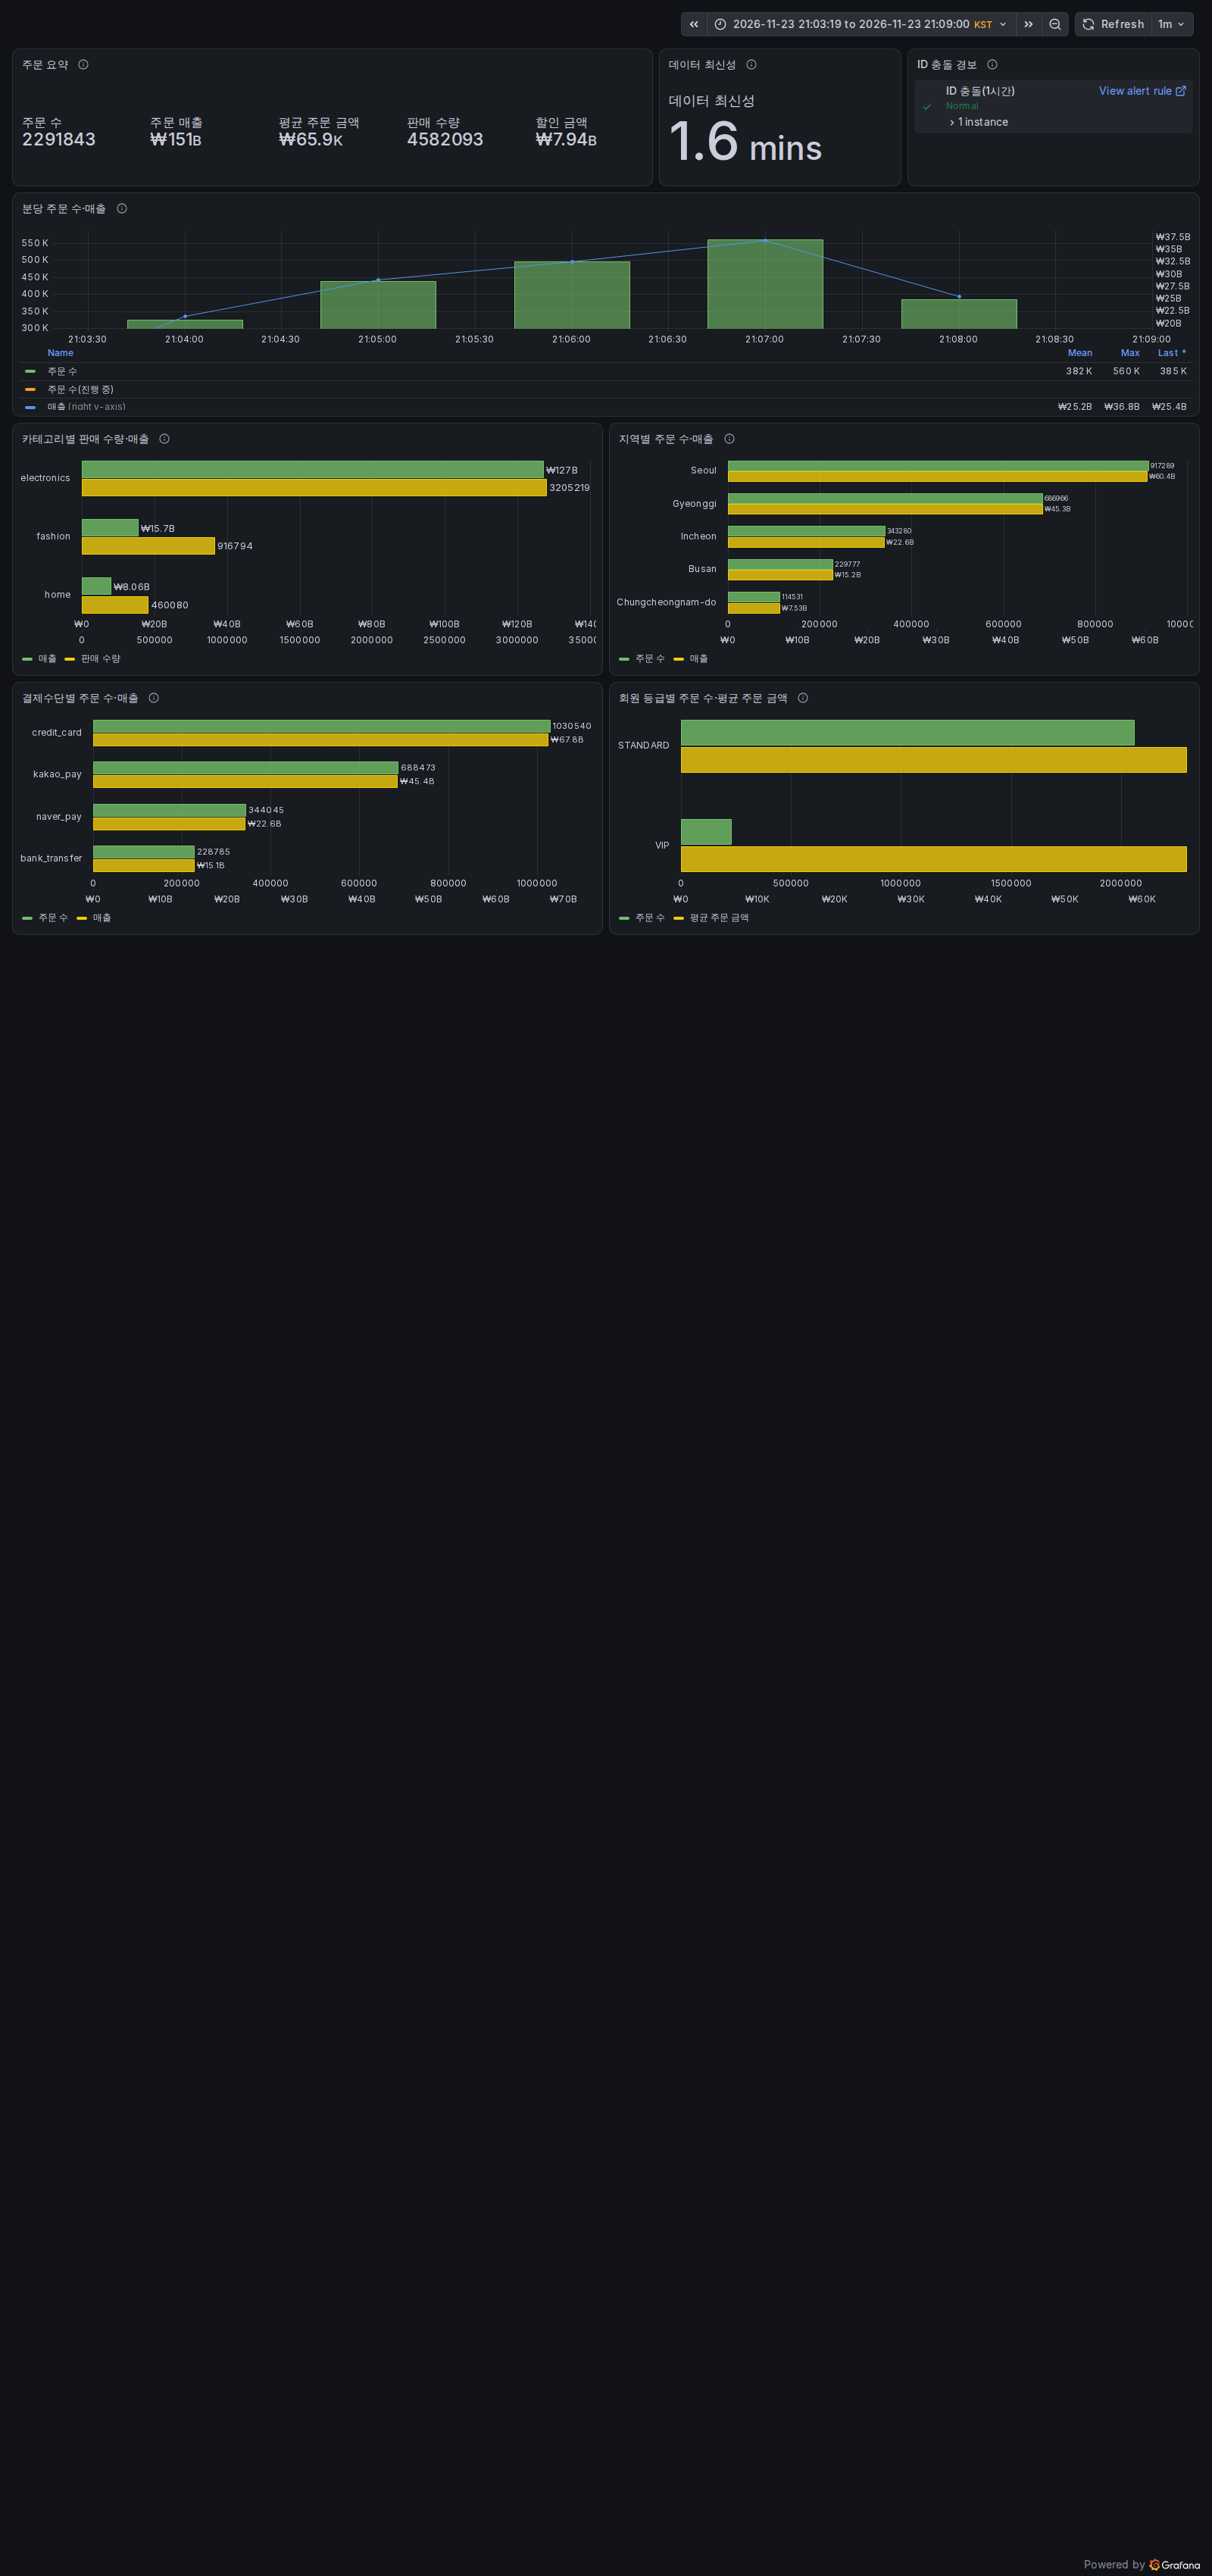 2026-11-23 21:03:19 to 2026-11-23 21:09:00 KST
Refresh
1m
주문 요약
주문 수
2291843
주문 매출
₩151B
평균 주문 금액
₩65.9K
판매 수량
4582093
할인 금액
₩7.94B
데이터 최신성
데이터 최신성
1.6 mins
ID 충돌 경보
ID 충돌(1시간)
View alert rule
Normal
1 instance
분당 주문 수·매출
550 K
500 K
450 K
400 K
350 K
300 K
₩37.5B
₩35B
₩32.5B
₩30B
₩27.5B
₩25B
₩22.5B
₩20B
21:03:30 21:04:00 21:04:30 21:05:00 21:05:30 21:06:00 21:06:30 21:07:00 21:07:30 21:08:00 21:08:30 21:09:00
Name Mean Max Last *
주문 수 382 K 560 K 385 K
주문 수(진행 중)
매출 (right y-axis) ₩25.2B ₩36.8B ₩25.4B
카테고리별 판매 수량·매출
electronics
₩127B
3205219
fashion
₩15.7B
916794
home
₩8.06B
460080
₩0 ₩20B ₩40B ₩60B ₩80B ₩100B ₩120B ₩140
0 500000 1000000 1500000 2000000 2500000 3000000 35000
매출 판매 수량
지역별 주문 수·매출
Seoul
917289
₩60.4B
Gyeonggi
686966
₩45.3B
Incheon
343280
₩22.6B
Busan
229777
₩15.2B
Chungcheongnam-do
114531
₩7.53B
0 200000 400000 600000 800000 10000
₩0 ₩10B ₩20B ₩30B ₩40B ₩50B ₩60B
주문 수 매출
결제수단별 주문 수·매출
credit_card
1030540
₩67.8B
kakao_pay
688473
₩45.4B
naver_pay
344045
₩22.6B
bank_transfer
228785
₩15.1B
0 200000 400000 600000 800000 1000000
₩0 ₩10B ₩20B ₩30B ₩40B ₩50B ₩60B ₩70B
주문 수 매출
회원 등급별 주문 수·평균 주문 금액
STANDARD
VIP
0 500000 1000000 1500000 2000000
₩0 ₩10K ₩20K ₩30K ₩40K ₩50K ₩60K
주문 수 평균 주문 금액
Powered by Grafana